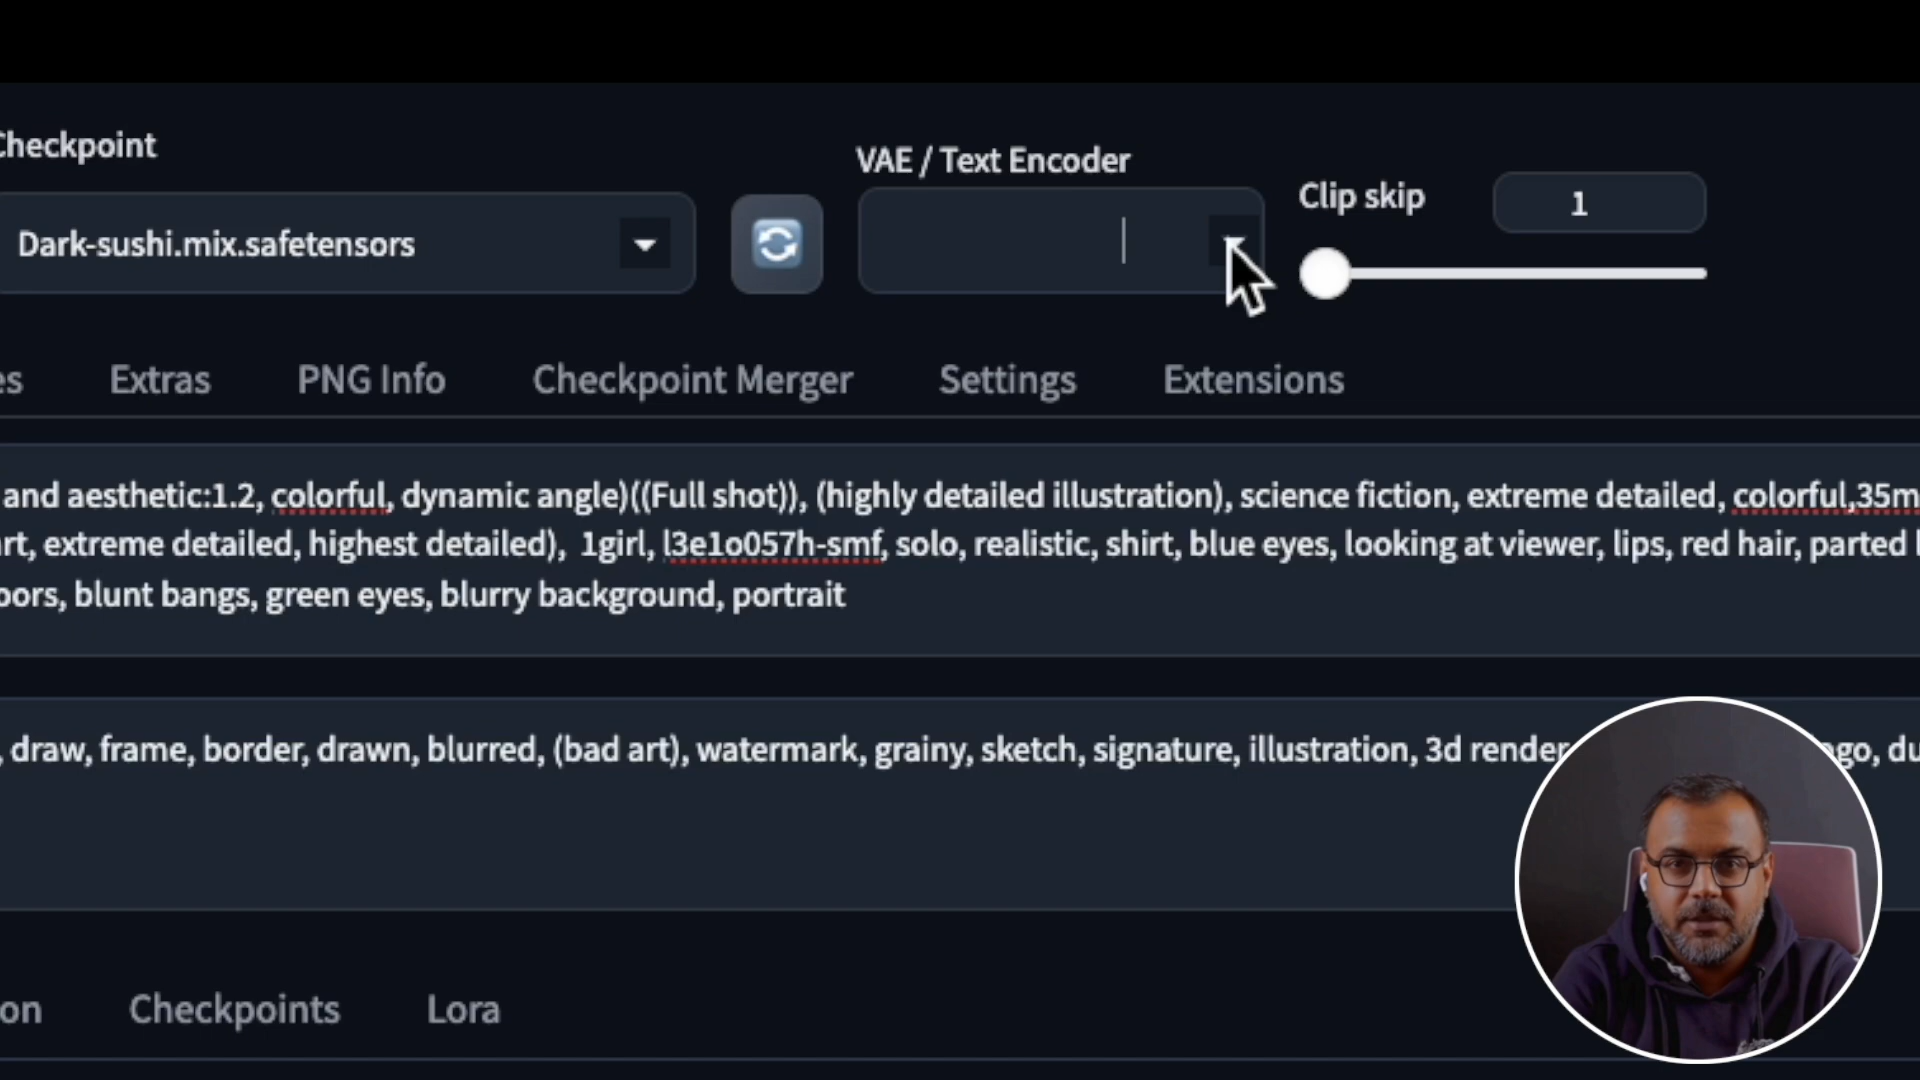 Checkpoint
VAE / Text Encoder
Clip skip
1
Dark-sushi.mix.safetensors
Extras
PNG Info
Checkpoint Merger
Settings
Extensions
and aesthetic:1.2, colorful, dynamic angle)((Full shot)), (highly detailed illustration), science fiction, extreme detailed, colorful,35m
rt, extreme detailed, highest detailed), 1girl, l3e1o057h-smf, solo, realistic, shirt, blue eyes, looking at viewer, lips, red hair, parted l
oors, blunt bangs, green eyes, blurry background, portrait
, draw, frame, border, drawn, blurred, (bad art), watermark, grainy, sketch, signature, illustration, 3d render
go, du
on
Checkpoints
Lora